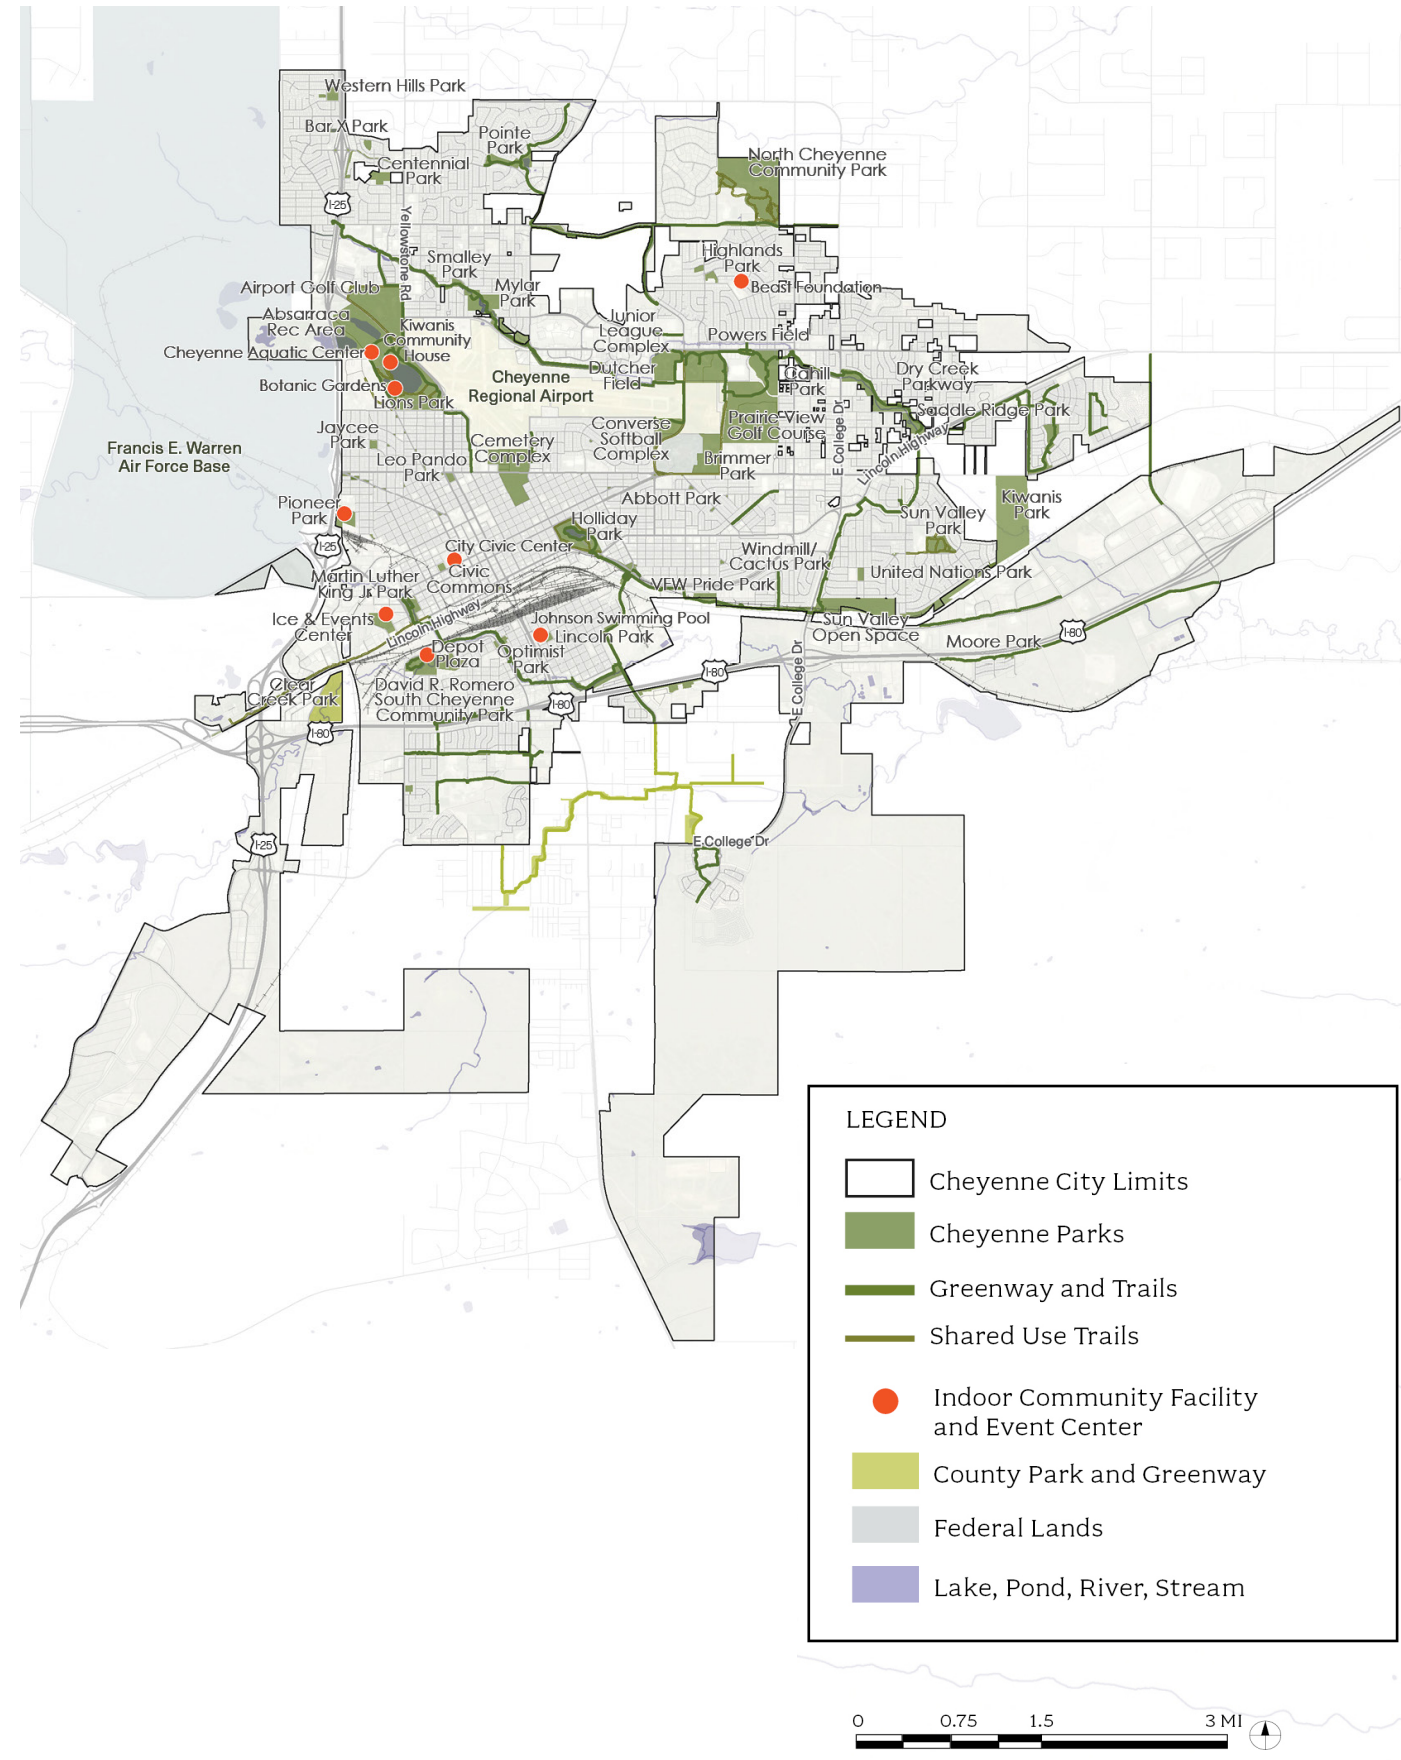 Western Hills Park
Bar X Park
Pointe
Park
Centennial
Park
North Cheyenne
Community Park
I-25
Yellowstone Rd
Smalley
Park
Highlands
Park
Airport Golf Club
Mylar
Park
Beast Foundation
Absarraca
Rec Area
Kiwanis
Community
House
Junior
League
Complex
Powers Field
Cheyenne Aquatic Center
Dutcher
Field
Cahill
Park
Dry Creek
Parkway
Cheyenne
Regional Airport
Botanic Gardens
Lions Park
Saddle Ridge Park
Jaycee
Park
Converse
Softball
Complex
Prairie View
Golf Course
E College Dr
Lincoln Highway
Francis E. Warren
Air Force Base
Cemetery
Complex
Leo Pando
Park
Brimmer
Park
Pioneer
Park
Abbott Park
Kiwanis
Park
Holliday
Park
Sun Valley
Park
I-25
City Civic Center
Windmill/
Cactus Park
Civic
Commons
Martin Luther
King Jr Park
VFW Pride Park
United Nations Park
Ice & Events
Center
Lincoln Highway
Johnson Swimming Pool
Lincoln Park
Sun Valley
Open Space
Moore Park
I-80
Depot
Plaza
Optimist
Park
E College Dr
I-80
Clear
Creek Park
David R. Romero
South Cheyenne
Community Park
I-80
I-80
I-25
E College Dr
LEGEND
Cheyenne City Limits
Cheyenne Parks
Greenway and Trails
Shared Use Trails
Indoor Community Facility
and Event Center
County Park and Greenway
Federal Lands
Lake, Pond, River, Stream
0 0.75 1.5 3 MI